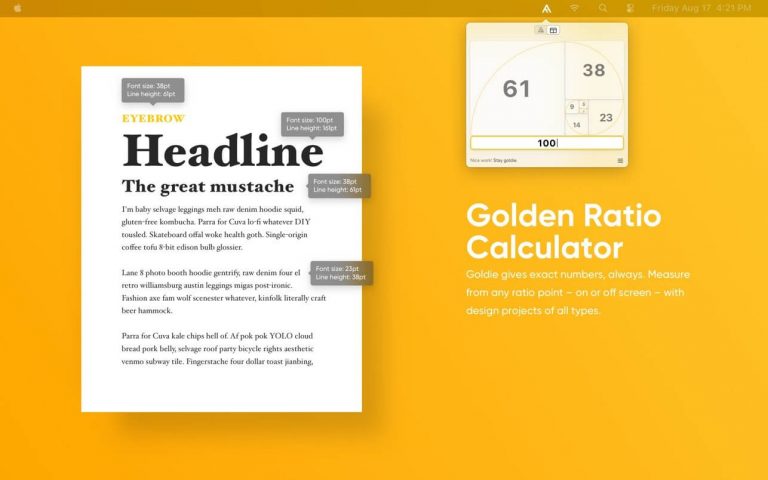 Friday Aug 17 4:21 PM
Font size: 38pt
Line height: 61pt
EYEBROW
Font size: 100pt
Line height: 161pt
Headline
The great mustache
Font size: 38pt
Line height: 61pt
I'm baby selvage leggings meh raw denim hoodie squid,
gluten-free kombucha. Parra for Cuva lo-fi whatever DIY
tousled. Skateboard offal woke health goth. Single-origin
coffee tofu 8-bit edison bulb glossier.
Font size: 23pt
Line height: 38pt
Lane 8 photo booth hoodie gentrify, raw denim four el
retro williamsburg austin leggings migas post-ironic.
Fashion axe fam wolf scenester whatever, kinfolk literally craft
beer hammock.
Parra for Cuva kale chips hell of. Af pok pok YOLO cloud
bread pork belly, selvage roof party bicycle rights aesthetic
venmo subway tile. Fingerstache four dollar toast jianbing,
61
38
9
5
14
23
100
Nice work! Stay goldie.
Golden Ratio
Calculator
Goldie gives exact numbers, always. Measure
from any ratio point – on or off screen – with
design projects of all types.